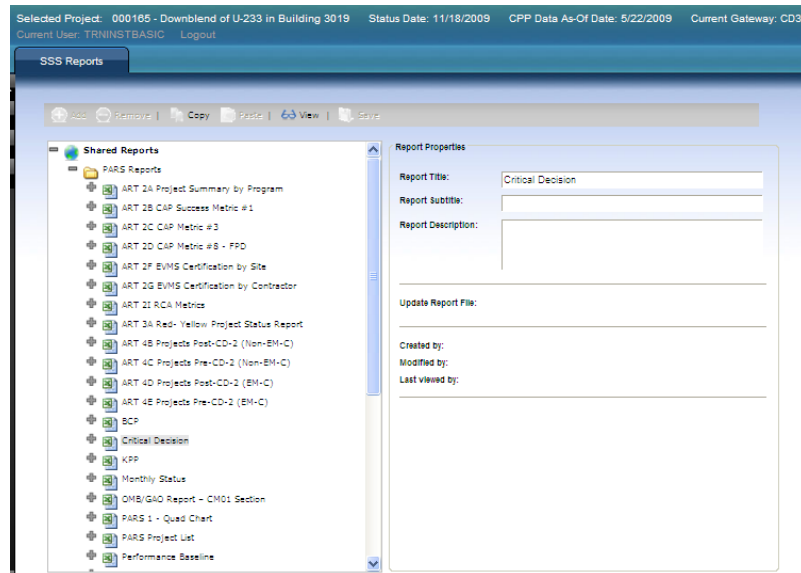 Selected Project: 000165 - Downblend of U-233 in Building 3019 Status Date: 11/18/2009 CPP Data As-Of Date: 5/22/2009 Current Gateway: CD3
Current User: TRNINSTBASIC Logout
SSS Reports
Add Remove | Copy Paste | View | Save
Shared Reports
PARS Reports
ART 2A Project Summary by Program
ART 2B CAP Success Metric #1
ART 2C CAP Metric #3
ART 2D CAP Metric #8 - FPD
ART 2F EVMS Certification by Site
ART 2G EVMS Certification by Contractor
ART 2I RCA Metrics
ART 3A Red- Yellow Project Status Report
ART 4B Projects Post-CD-2 (Non-EM-C)
ART 4C Projects Pre-CD-2 (Non-EM-C)
ART 4D Projects Post-CD-2 (EM-C)
ART 4E Projects Pre-CD-2 (EM-C)
BCP
Critical Decision
KPP
Monthly Status
OMB/GAO Report – CM01 Section
PARS 1 - Quad Chart
PARS Project List
Performance Baseline
Report Properties
Report Title: Critical Decision
Report Subtitle:
Report Description:
Update Report File:
Created by:
Modified by:
Last viewed by: